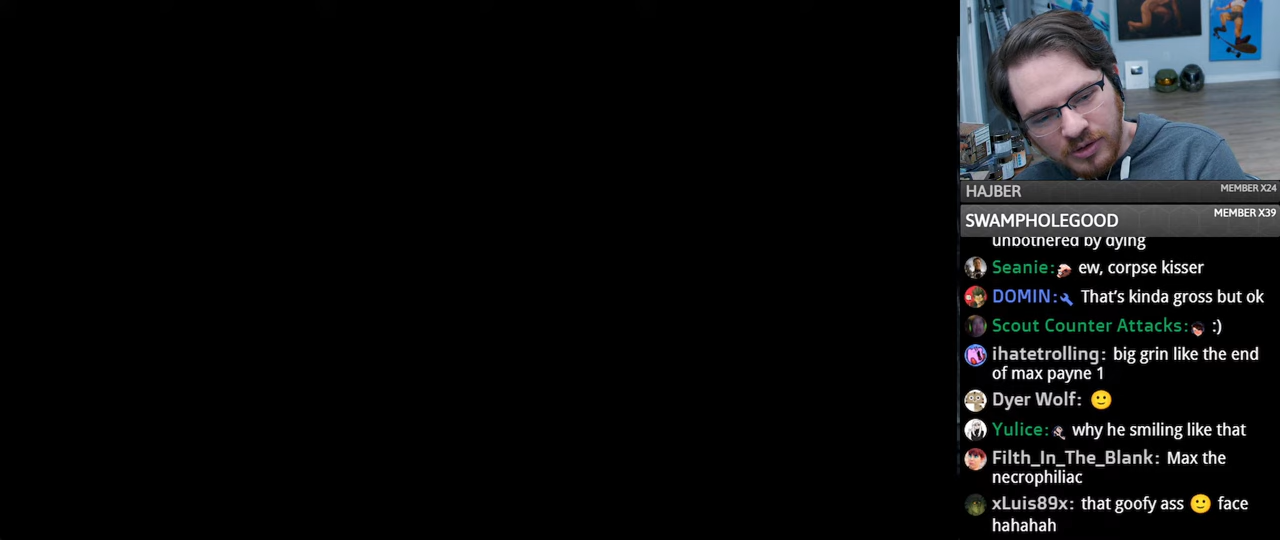 HAJBER
MEMBER X24
SWAMPHOLEGOOD
MEMBER X39
unbothered by dying
Seanie: ew, corpse kisser
DOMIN: That's kinda gross but ok
Scout Counter Attacks: :)
ihatetrolling: big grin like the end
of max payne 1
Dyer Wolf: 🙂
Yulice: why he smiling like that
Filth_In_The_Blank: Max the
necrophiliac
xLuis89x: that goofy ass 🙂 face
hahahah